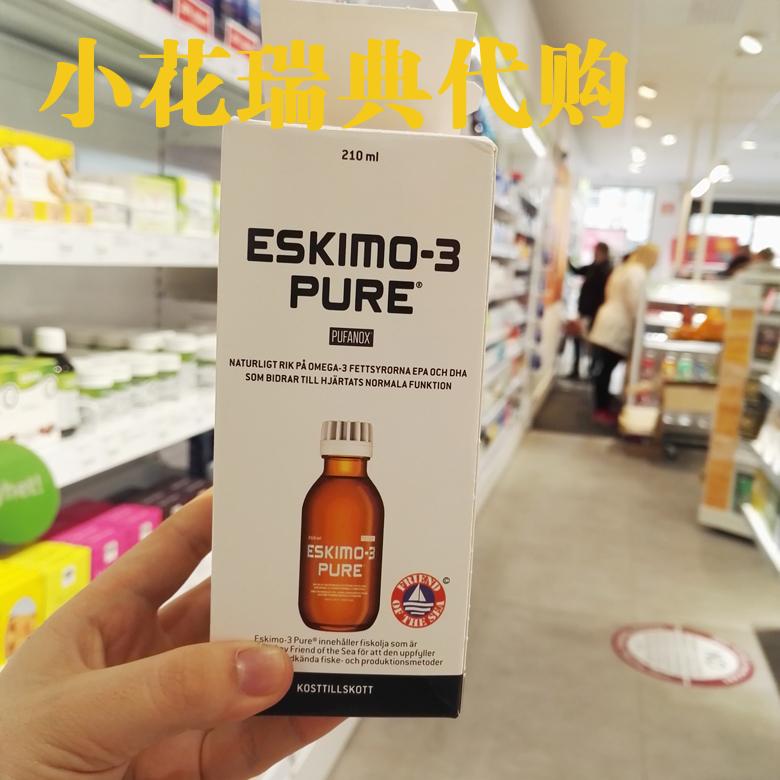 小花瑞典代购
210 ml
ESKIMO-3
PURE®
PUFANOX
NATURLIGT RIK PÅ OMEGA-3 FETTSYRORNA EPA OCH DHA
SOM BIDRAR TILL HJÄRTATS NORMALA FUNKTION
ESKIMO-3
PURE
FRIEND
OF THE SEA
©
Eskimo-3 Pure® innehåller fiskolja som är
av Friend of the Sea för att den uppfyller
fiske- och produktionsmetoder
KOSTTILLSKOTT